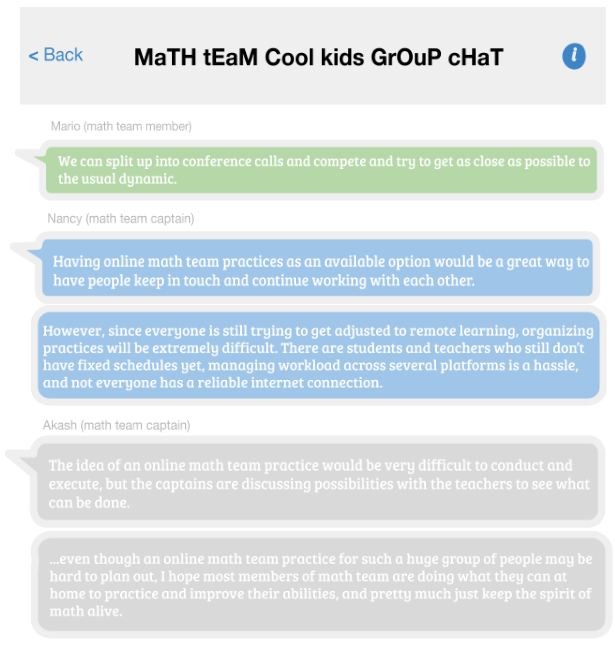 < Back
MaTH tEaM Cool kids GrOuP cHaT
i
Mario (math team member)
We can split up into conference calls and compete and try to get as close as possible to
the usual dynamic.
Nancy (math team captain)
Having online math team practices as an available option would be a great way to
have people keep in touch and continue working with each other.
However, since everyone is still trying to get adjusted to remote learning, organizing
practices will be extremely difficult. There are students and teachers who still don't
have fixed schedules yet, managing workload across several platforms is a hassle,
and not everyone has a reliable internet connection.
Akash (math team captain)
The idea of an online math team practice would be very difficult to conduct and
execute, but the captains are discussing possibilities with the teachers to see what
can be done.
...even though an online math team practice for such a huge group of people may be
hard to plan out, I hope most members of math team are doing what they can at
home to practice and improve their abilities, and pretty much just keep the spirit of
math alive.